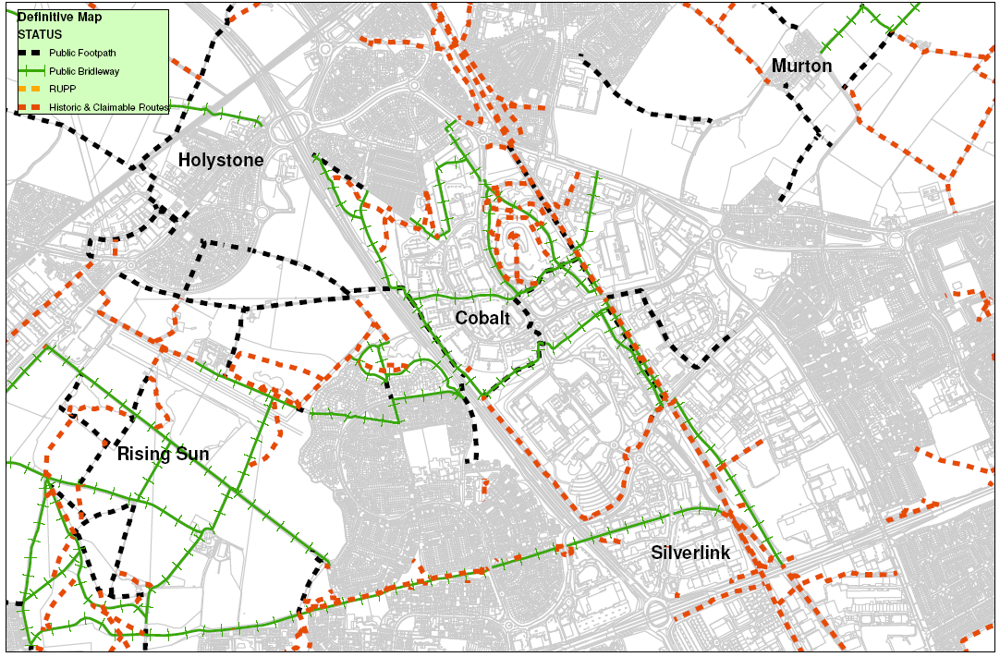 Definitive Map
STATUS
Public Footpath
Public Bridleway
RUPP
Historic & Claimable Routes
Murton
Holystone
Cobalt
Rising Sun
Silverlink